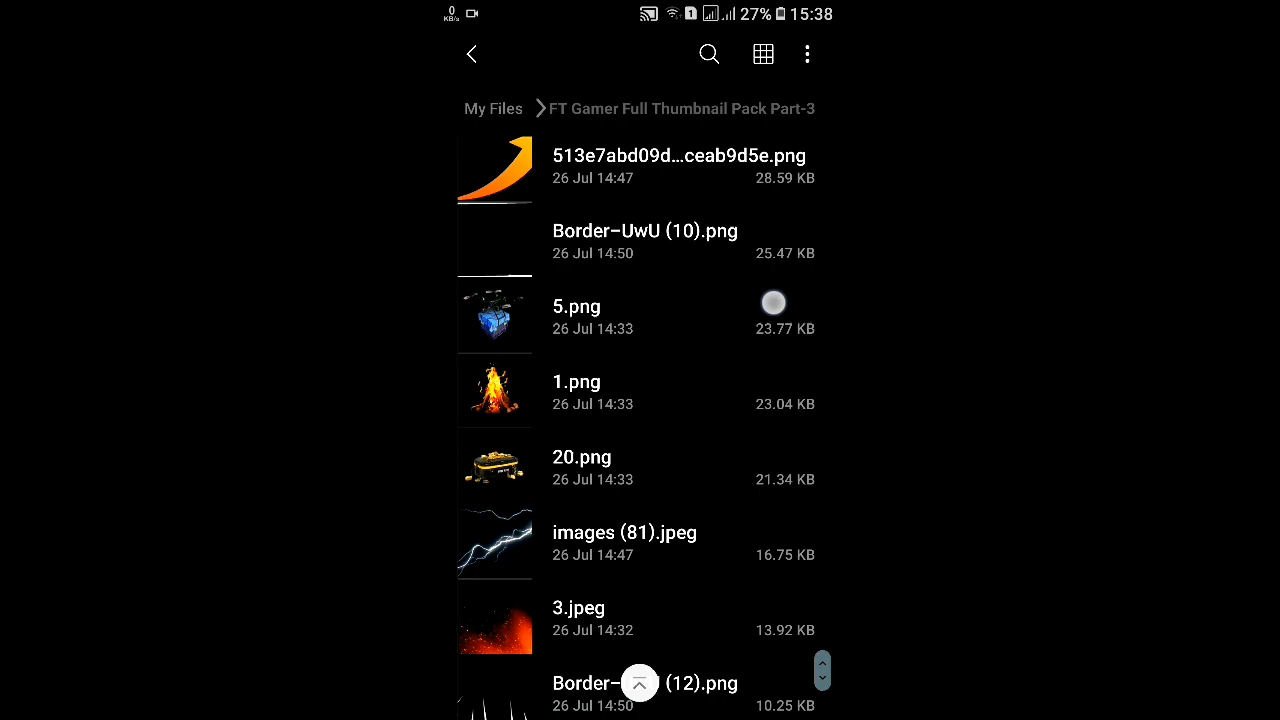 0
KB/s
1
27%
15:38
My Files
FT Gamer Full Thumbnail Pack Part-3
513e7abd09d...ceab9d5e.png
26 Jul 14:47
28.59 KB
Border-UwU (10).png
26 Jul 14:50
25.47 KB
5.png
26 Jul 14:33
23.77 KB
1.png
26 Jul 14:33
23.04 KB
20.png
26 Jul 14:33
21.34 KB
images (81).jpeg
26 Jul 14:47
16.75 KB
3.jpeg
26 Jul 14:32
13.92 KB
Border- (12).png
26 Jul 14:50
10.25 KB